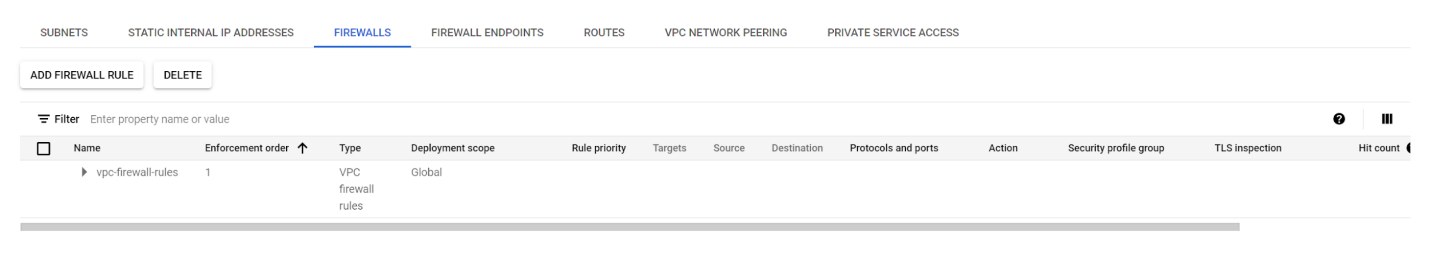 SUBNETS STATIC INTERNAL IP ADDRESSES FIREWALLS FIREWALL ENDPOINTS ROUTES VPC NETWORK PEERING PRIVATE SERVICE ACCESS
ADD FIREWALL RULE DELETE
Filter Enter property name or value
Name Enforcement order Type Deployment scope Rule priority Targets Source Destination Protocols and ports Action Security profile group TLS inspection Hit count
vpc-firewall-rules 1 VPC Global
firewall
rules